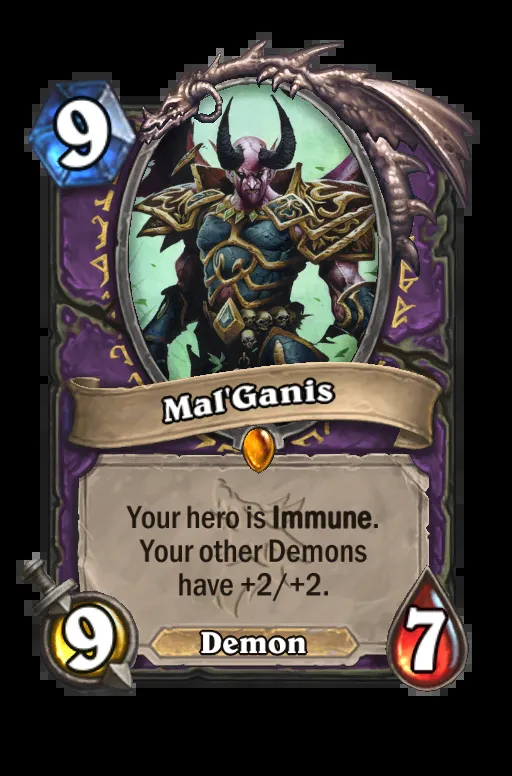 9
Mal'Ganis
Your hero is Immune.
Your other Demons
have +2/+2.
9
Demon
7